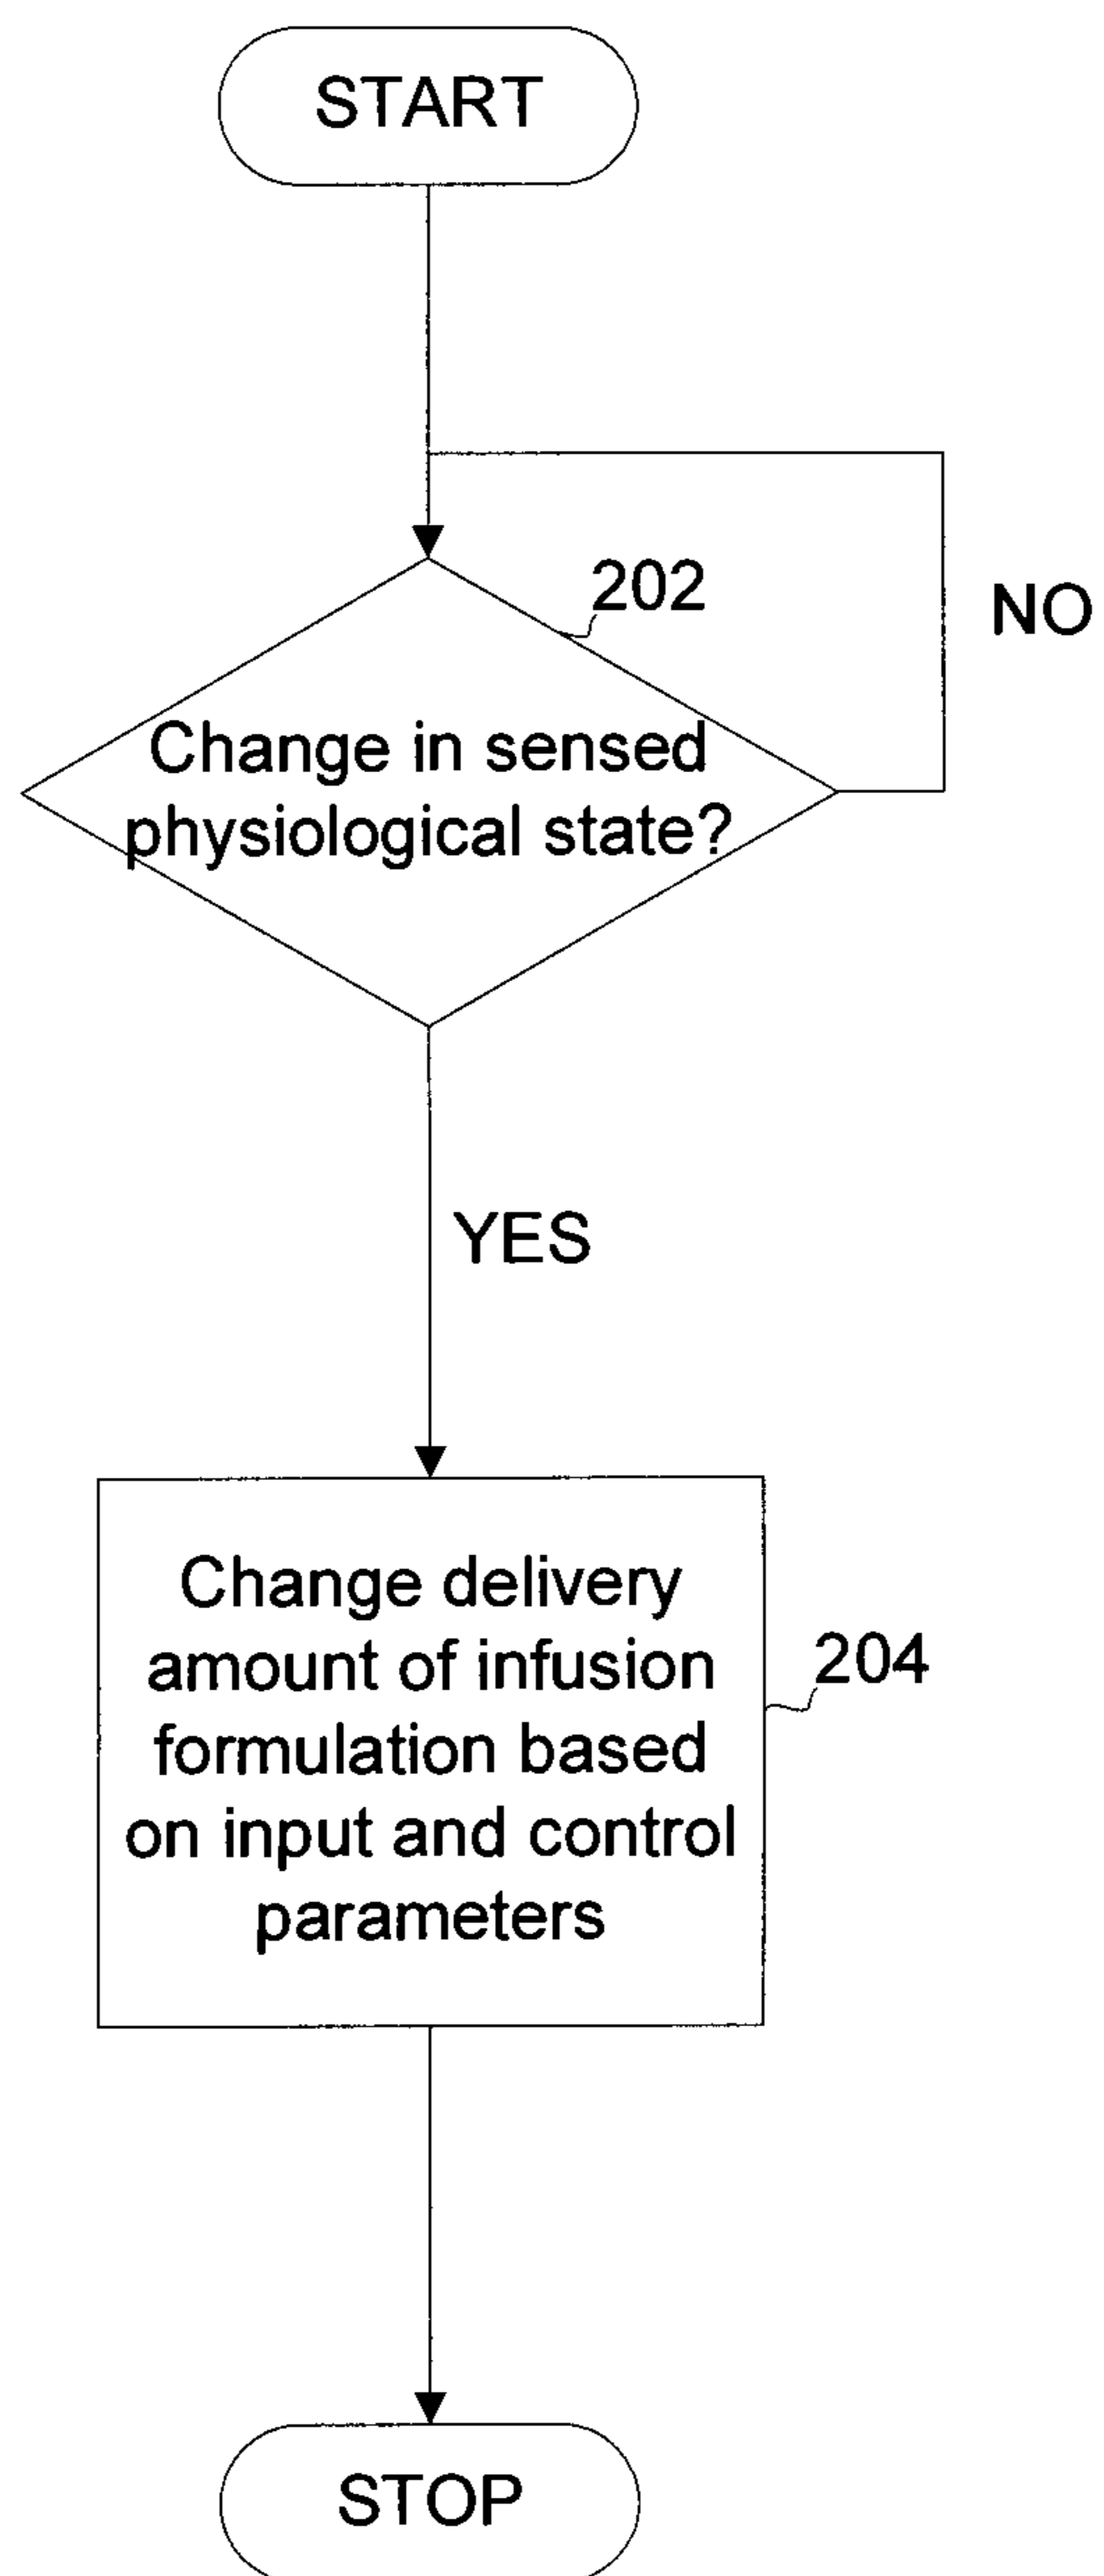 START
202
NO
Change in sensed
physiological state?
YES
Change delivery
amount of infusion
formulation based
on input and control
parameters
204
STOP